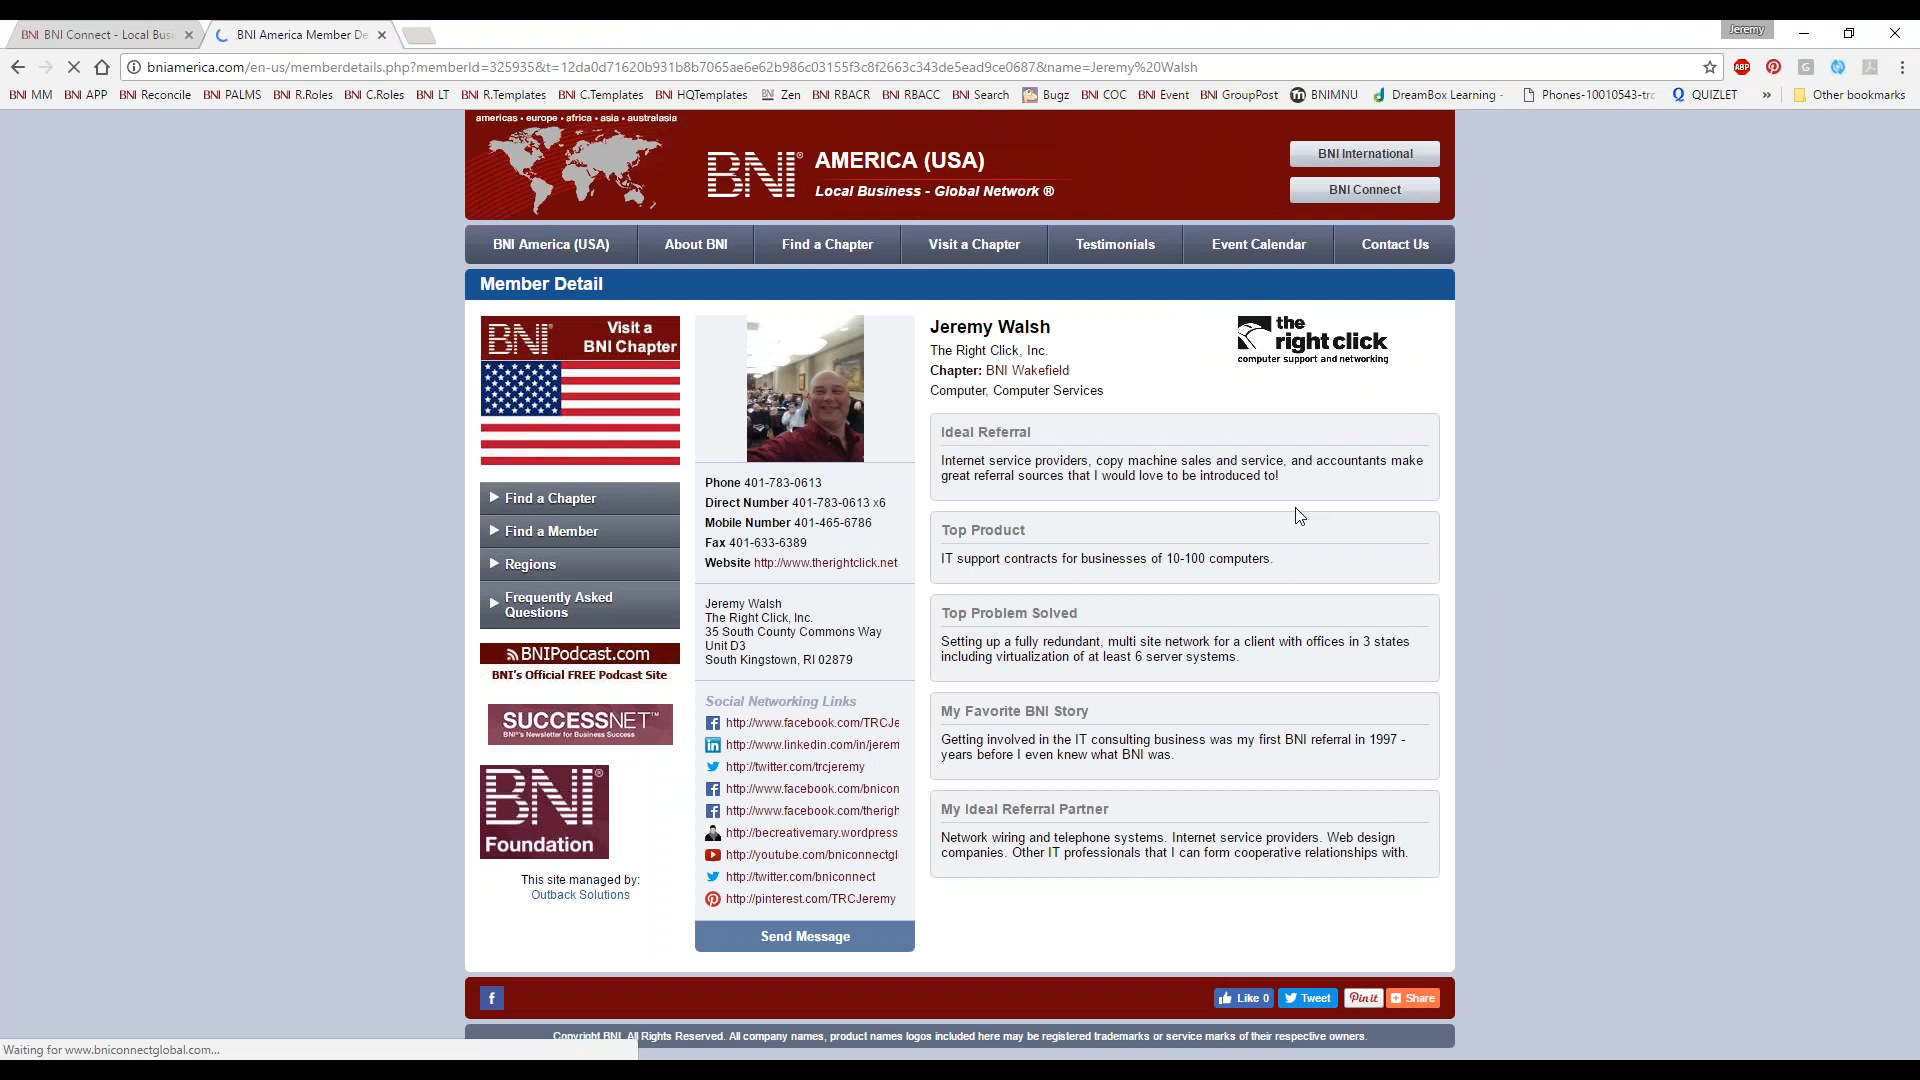 BNI BNI Connect - Local Busi
BNI America Member De
Jeremy
bniamerica.com/en-us/memberdetails.php?memberId=325935&t=12da0d71620b931b8b7065ae6e62b986c03155f3c8f2663c343de5ead9ce0687&name=Jeremy%20Walsh
ABP
G
BNI MM BNI APP BNI Reconcile BNI PALMS BNI R.Roles BNI C.Roles BNI LT BNI R.Templates BNI C.Templates BNI HQTemplates BNI Zen BNI RBACR BNI RBACC BNI Search Bugz BNI COC BNI Event BNI GroupPost BNIMNU DreamBox Learning - Phones-10010543-trc QUIZLET » Other bookmarks
americas • europe • africa • asia • australasia
BNI® AMERICA (USA)
Local Business - Global Network ®
BNI International
BNI Connect
BNI America (USA) About BNI Find a Chapter Visit a Chapter Testimonials Event Calendar Contact Us
Member Detail
BNI Visit a
BNI Chapter
Find a Chapter
Find a Member
Regions
Frequently Asked
Questions
BNIPodcast.com
BNI's Official FREE Podcast Site
SUCCESSNET™
BNI®'s Newsletter for Business Success
BNI®
Foundation
This site managed by:
Outback Solutions
Phone 401-783-0613
Direct Number 401-783-0613 x6
Mobile Number 401-465-6786
Fax 401-633-6389
Website http://www.therightclick.net
Jeremy Walsh
The Right Click, Inc.
35 South County Commons Way
Unit D3
South Kingstown, RI 02879
Social Networking Links
http://www.facebook.com/TRCJe
http://www.linkedin.com/in/jerem
http://twitter.com/trcjeremy
http://www.facebook.com/bnicon
http://www.facebook.com/therigh
http://becreativemary.wordpress
http://youtube.com/bniconnectgl
http://twitter.com/bniconnect
http://pinterest.com/TRCJeremy
Send Message
Jeremy Walsh
The Right Click, Inc.
Chapter: BNI Wakefield
Computer, Computer Services
the
right click
computer support and networking
Ideal Referral
Internet service providers, copy machine sales and service, and accountants make
great referral sources that I would love to be introduced to!
Top Product
IT support contracts for businesses of 10-100 computers.
Top Problem Solved
Setting up a fully redundant, multi site network for a client with offices in 3 states
including virtualization of at least 6 server systems.
My Favorite BNI Story
Getting involved in the IT consulting business was my first BNI referral in 1997 -
years before I even knew what BNI was.
My Ideal Referral Partner
Network wiring and telephone systems. Internet service providers. Web design
companies. Other IT professionals that I can form cooperative relationships with.
Like 0 Tweet Pin it Share
Copyright BNI. All Rights Reserved. All company names, product names logos included here may be registered trademarks or service marks of their respective owners.
Waiting for www.bniconnectglobal.com...